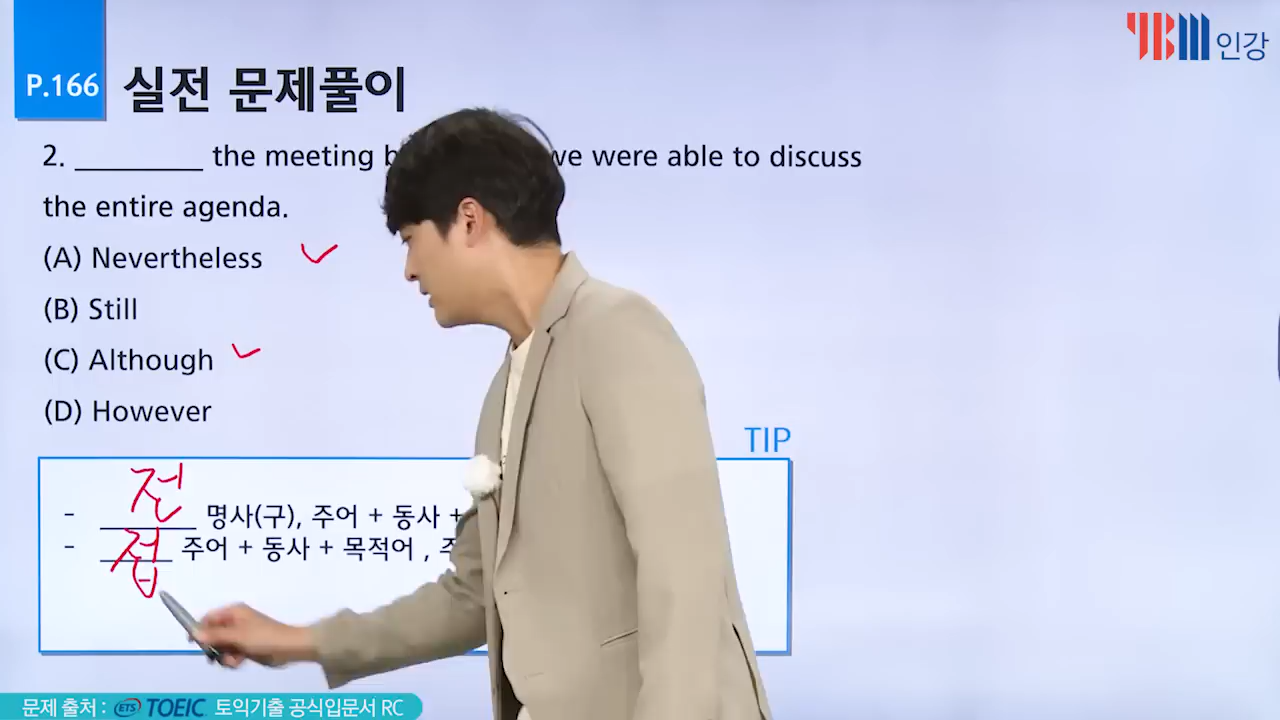 P.166 실전 문제풀이
YBM 인강
2. ________ the meeting we were able to discuss
the entire agenda.
(A) Nevertheless
(B) Still
(C) Although
(D) However
TIP
- 전 명사(구), 주어 + 동사 +
- 접 주어 + 동사 + 목적어 ,
문제 출처 : ETS TOEIC 토익기출 공식입문서 RC